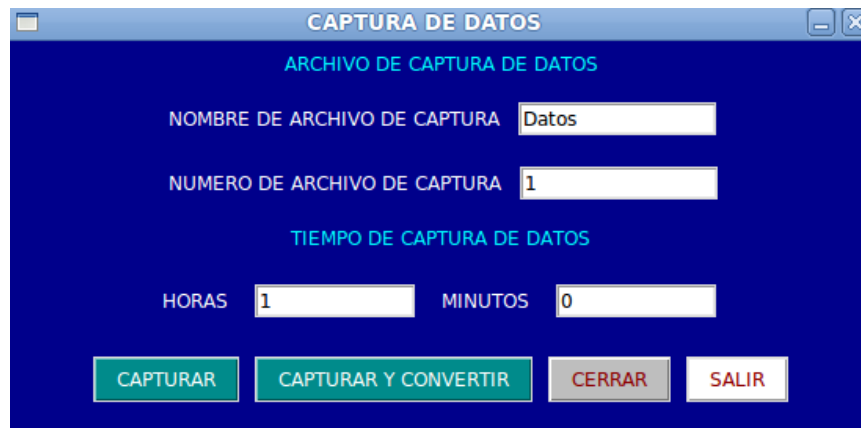 CAPTURA DE DATOS
ARCHIVO DE CAPTURA DE DATOS
NOMBRE DE ARCHIVO DE CAPTURA Datos
NUMERO DE ARCHIVO DE CAPTURA 1
TIEMPO DE CAPTURA DE DATOS
HORAS 1 MINUTOS 0
CAPTURAR CAPTURAR Y CONVERTIR CERRAR SALIR